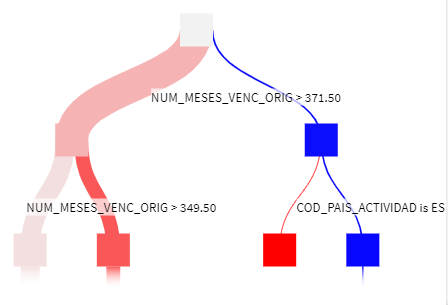 NUM_MESES_VENC_ORIG > 371.50
NUM_MESES_VENC_ORIG > 349.50
COD_PAIS_ACTIVIDAD is ES